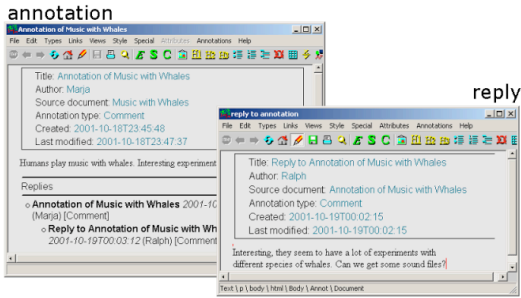 annotation
Annotation of Music with Whales
File Edit Types Links Views Style Special Attributes Annotations Help
Title: Annotation of Music with Whales
Author: Marja
Source document: Music with Whales
Annotation type: Comment
Created: 2001-10-18T23:45:48
Last modified: 2001-10-18T23:47:37
Humans play music with whales. Interesting experiment
Replies
Annotation of Music with Whales 2001-10
(Marja) [Comment]
Reply to Annotation of Music with Wh
2001-10-19T00:03:12 (Ralph) [Comment
reply
reply to annotation
File Edit Types Links Views Style Special Attributes Annotations Help
Title: Reply to Annotation of Music with Whales
Author: Ralph
Source document: Annotation of Music with Whales
Annotation type: Comment
Created: 2001-10-19T00:02:15
Last modified: 2001-10-19T00:02:15
Interesting, they seem to have a lot of experiments with
different species of whales. Can we get some sound files?
Text \ p \ body \ html \ Body \ Annot \ Document